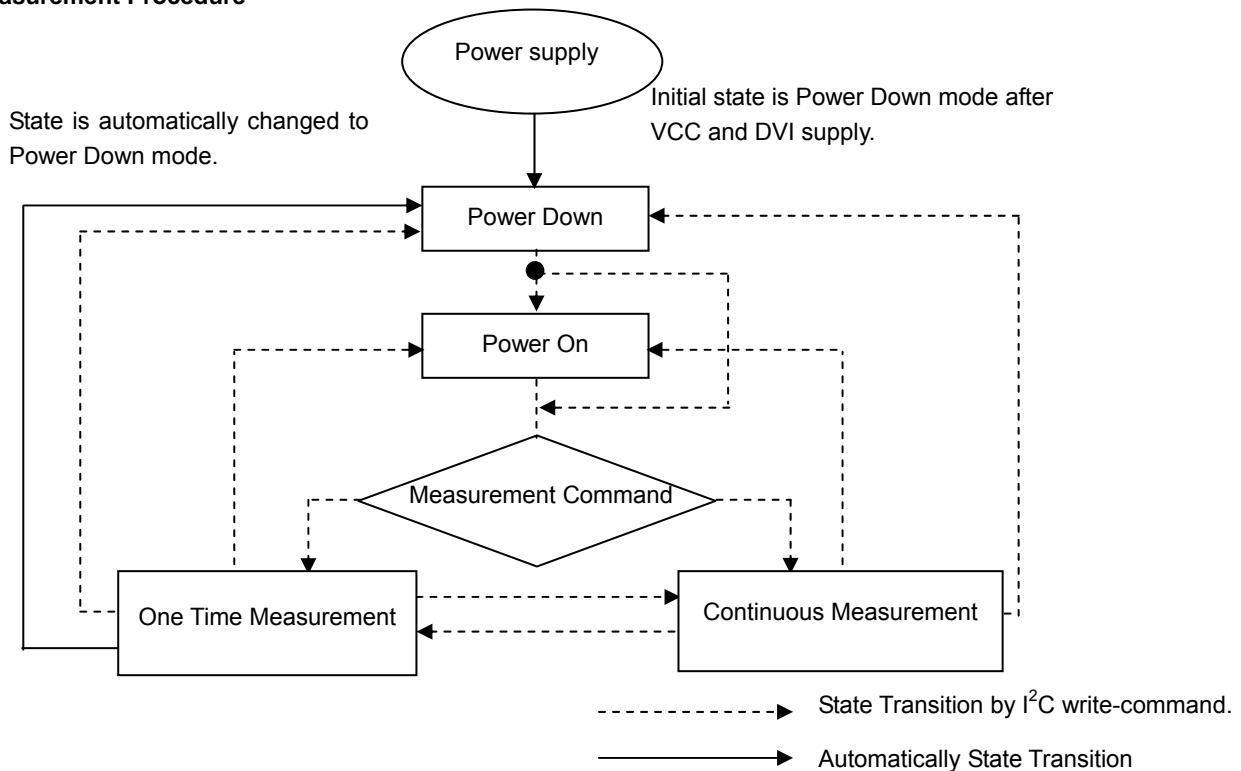 asurement Procedure
Power supply
Initial state is Power Down mode after
VCC and DVI supply.
State is automatically changed to
Power Down mode.
Power Down
Power On
Measurement Command
One Time Measurement
Continuous Measurement
State Transition by I²C write-command.
Automatically State Transition